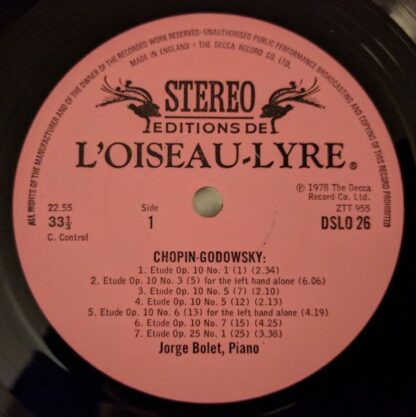 ALL RIGHTS OF THE MANUFACTURER AND OF THE OWNER OF THE RECORDED WORK RESERVED · UNAUTHORISED PUBLIC PERFORMANCE BROADCASTING AND COPYING OF THIS RECORD PROHIBITED
MADE IN ENGLAND · THE DECCA RECORD CO. LTD.
STEREO
EDITIONS DE
L'OISEAU-LYRE®
℗ 1978 The Decca
Record Co. Ltd.
22.55
Side
ZTT 955
33⅓
1
DSLO 26
C. Control
CHOPIN-GODOWSKY:
1. Etude Op. 10 No. 1 (1) (2.34)
2. Etude Op. 10 No. 3 (5) for the left hand alone (6.06)
3. Etude Op. 10 No. 5 (7) (2.10)
4. Etude Op. 10 No. 5 (12) (2.13)
5. Etude Op. 10 No. 6 (13) for the left hand alone (4.19)
6. Etude Op. 10 No. 7 (15) (4.25)
7. Etude Op. 25 No. 1 (25) (3.38)
Jorge Bolet, Piano